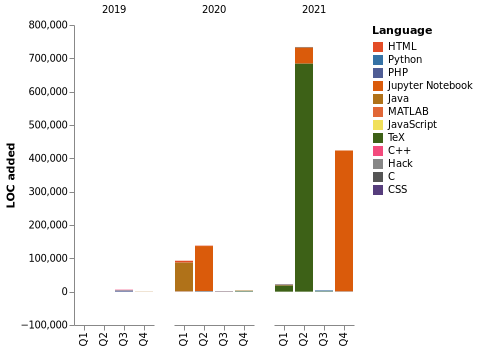 2019 2020 2021
800,000
700,000
600,000
500,000
400,000
300,000
200,000
100,000
0
−100,000
LOC added
Q1 Q2 Q3 Q4 Q1 Q2 Q3 Q4 Q1 Q2 Q3 Q4
Language
HTML
Python
PHP
Jupyter Notebook
Java
MATLAB
JavaScript
TeX
C++
Hack
C
CSS